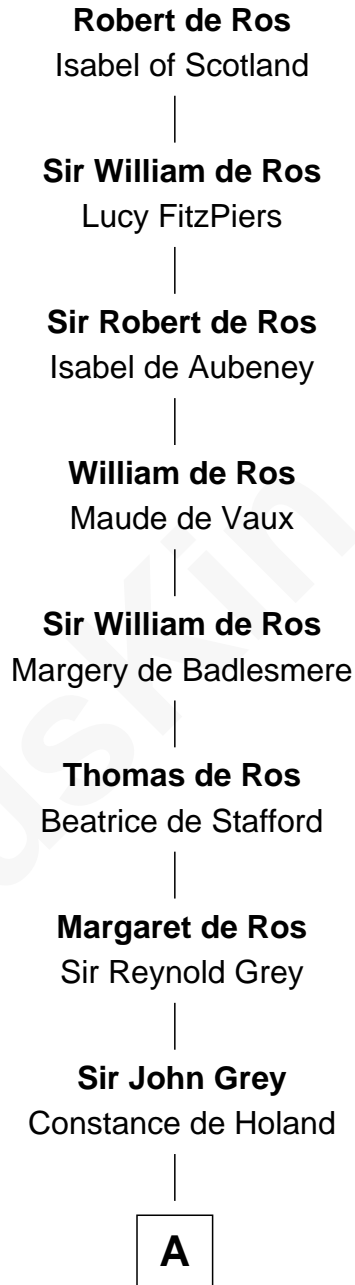 Robert de Ros
Isabel of Scotland
Sir William de Ros
Lucy FitzPiers
Sir Robert de Ros
Isabel de Aubeney
William de Ros
Maude de Vaux
Sir William de Ros
Margery de Badlesmere
Thomas de Ros
Beatrice de Stafford
Margaret de Ros
Sir Reynold Grey
Sir John Grey
Constance de Holand
A